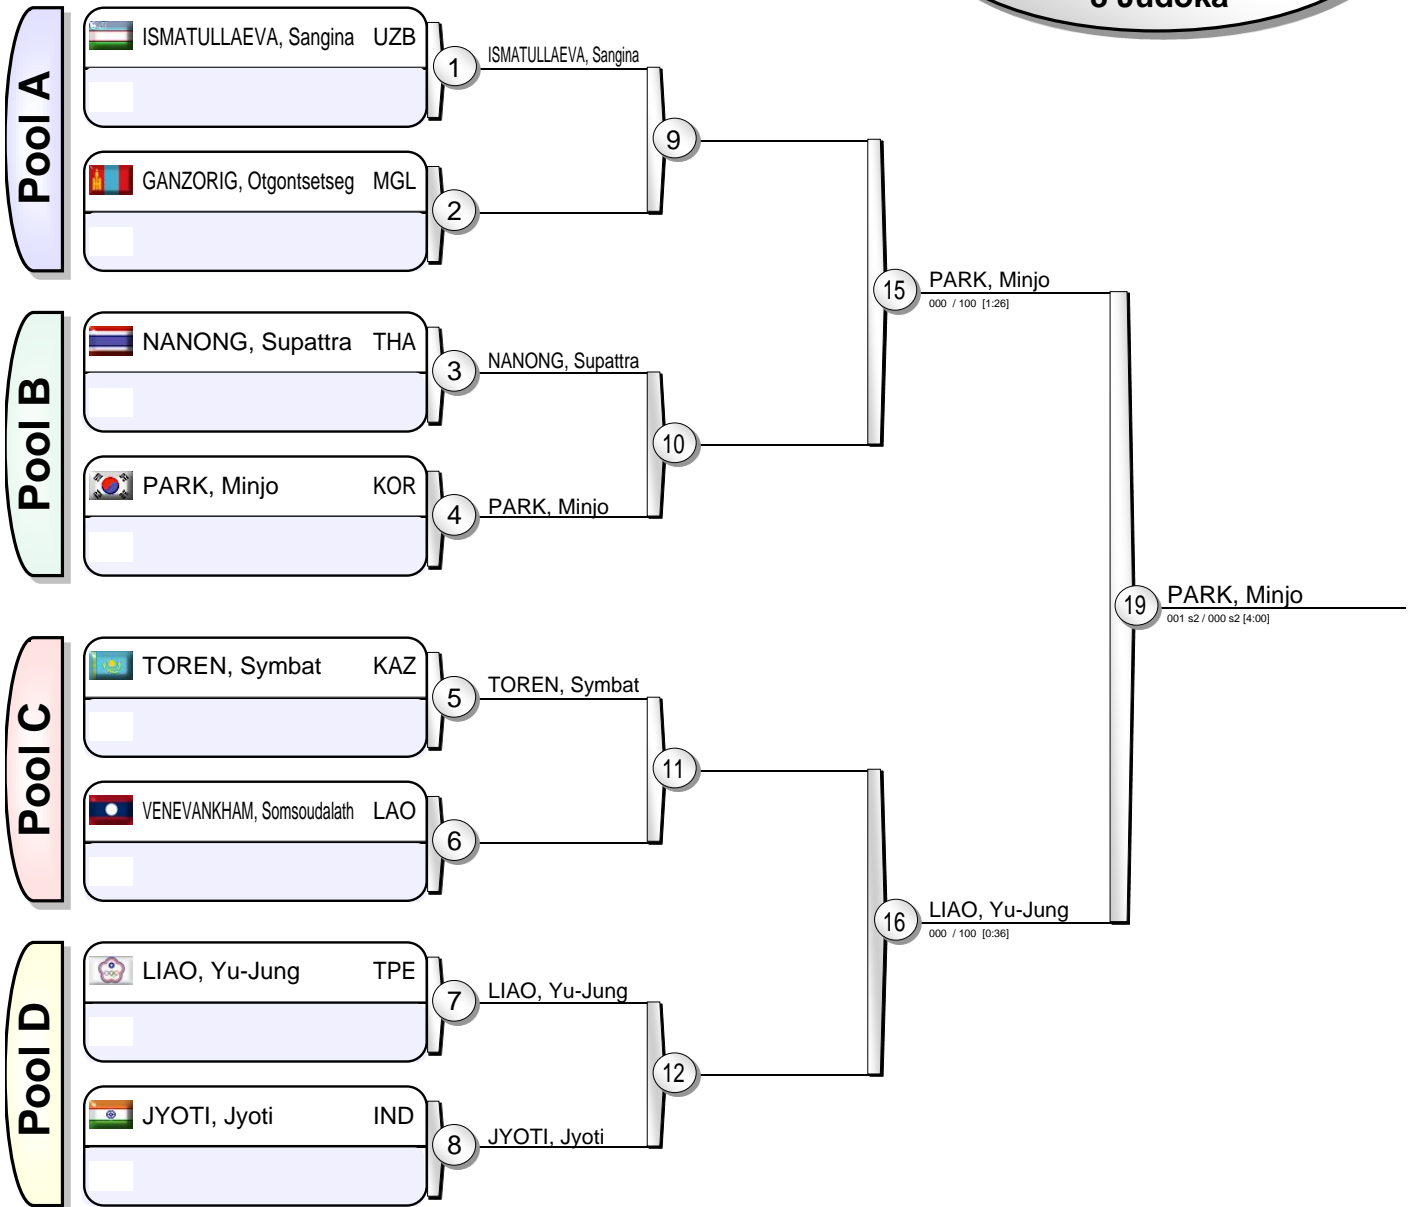 8 Judoka
Pool A
ISMATULLAEVA, Sangina UZB
1
ISMATULLAEVA, Sangina
9
GANZORIG, Otgontsetseg MGL
2
15
PARK, Minjo
000 / 100 [1:26]
Pool B
NANONG, Supattra THA
3
NANONG, Supattra
10
PARK, Minjo KOR
4
PARK, Minjo
19
PARK, Minjo
001 s2 / 000 s2 [4:00]
Pool C
TOREN, Symbat KAZ
5
TOREN, Symbat
11
VENEVANKHAM, Somsoudalath LAO
6
16
LIAO, Yu-Jung
000 / 100 [0:36]
Pool D
LIAO, Yu-Jung TPE
7
LIAO, Yu-Jung
12
JYOTI, Jyoti IND
8
JYOTI, Jyoti